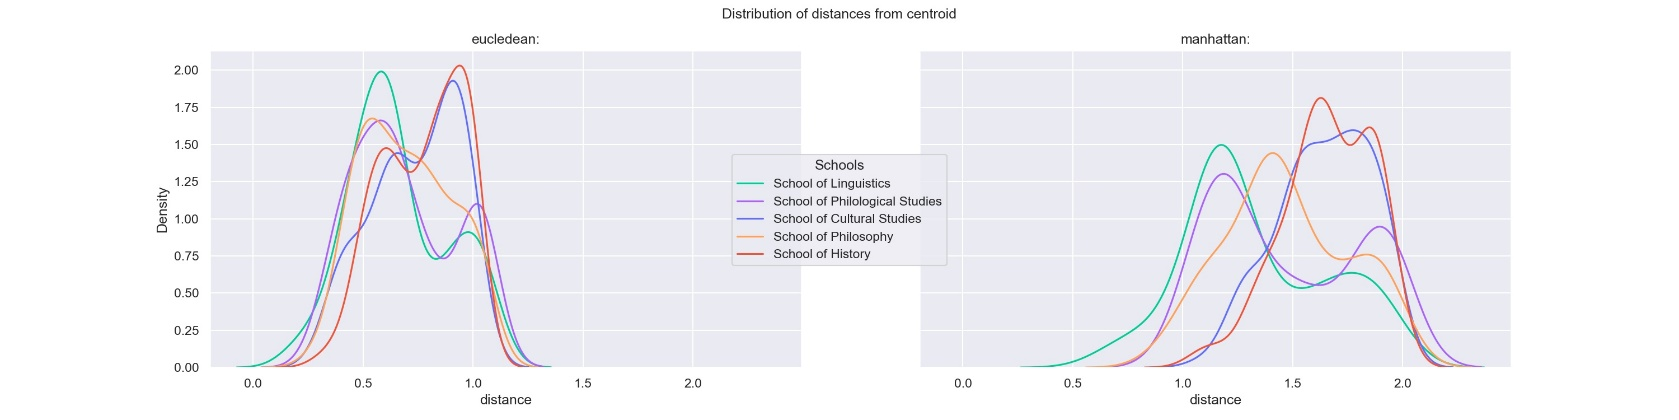 Distribution of distances from centroid
eucledean:
manhattan:
2.00
1.75
1.50
1.25
1.00
0.75
0.50
0.25
0.00
Density
0.0 0.5 1.0 1.5 2.0
distance
Schools
School of Linguistics
School of Philological Studies
School of Cultural Studies
School of Philosophy
School of History
0.0 0.5 1.0 1.5 2.0
distance